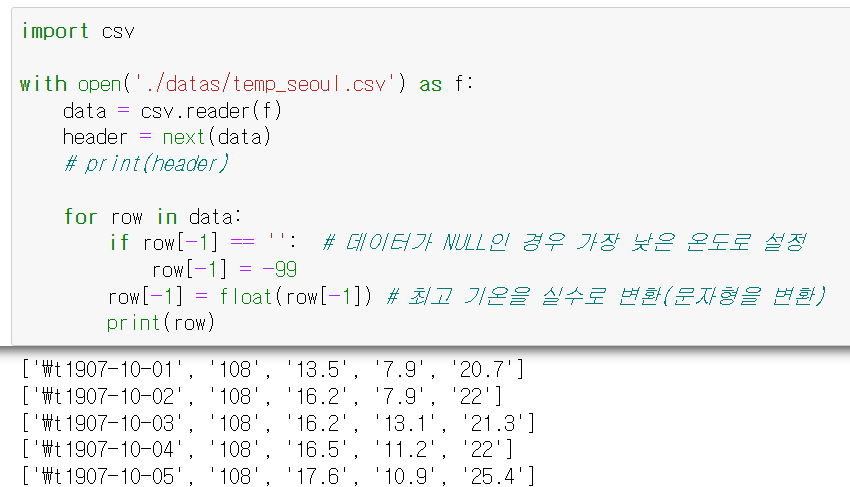 import csv
with open('./datas/temp_seoul.csv') as f:
data = csv.reader(f)
header = next(data)
# print(header)
for row in data:
if row[-1] == '': # 데이터가 NULL인 경우 가장 낮은 온도로 설정
row[-1] = -99
row[-1] = float(row[-1]) # 최고 기온을 실수로 변환(문자형을 변환)
print(row)
['₩t1907-10-01', '108', '13.5', '7.9', '20.7']
['₩t1907-10-02', '108', '16.2', '7.9', '22']
['₩t1907-10-03', '108', '16.2', '13.1', '21.3']
['₩t1907-10-04', '108', '16.5', '11.2', '22']
['₩t1907-10-05', '108', '17.6', '10.9', '25.4']